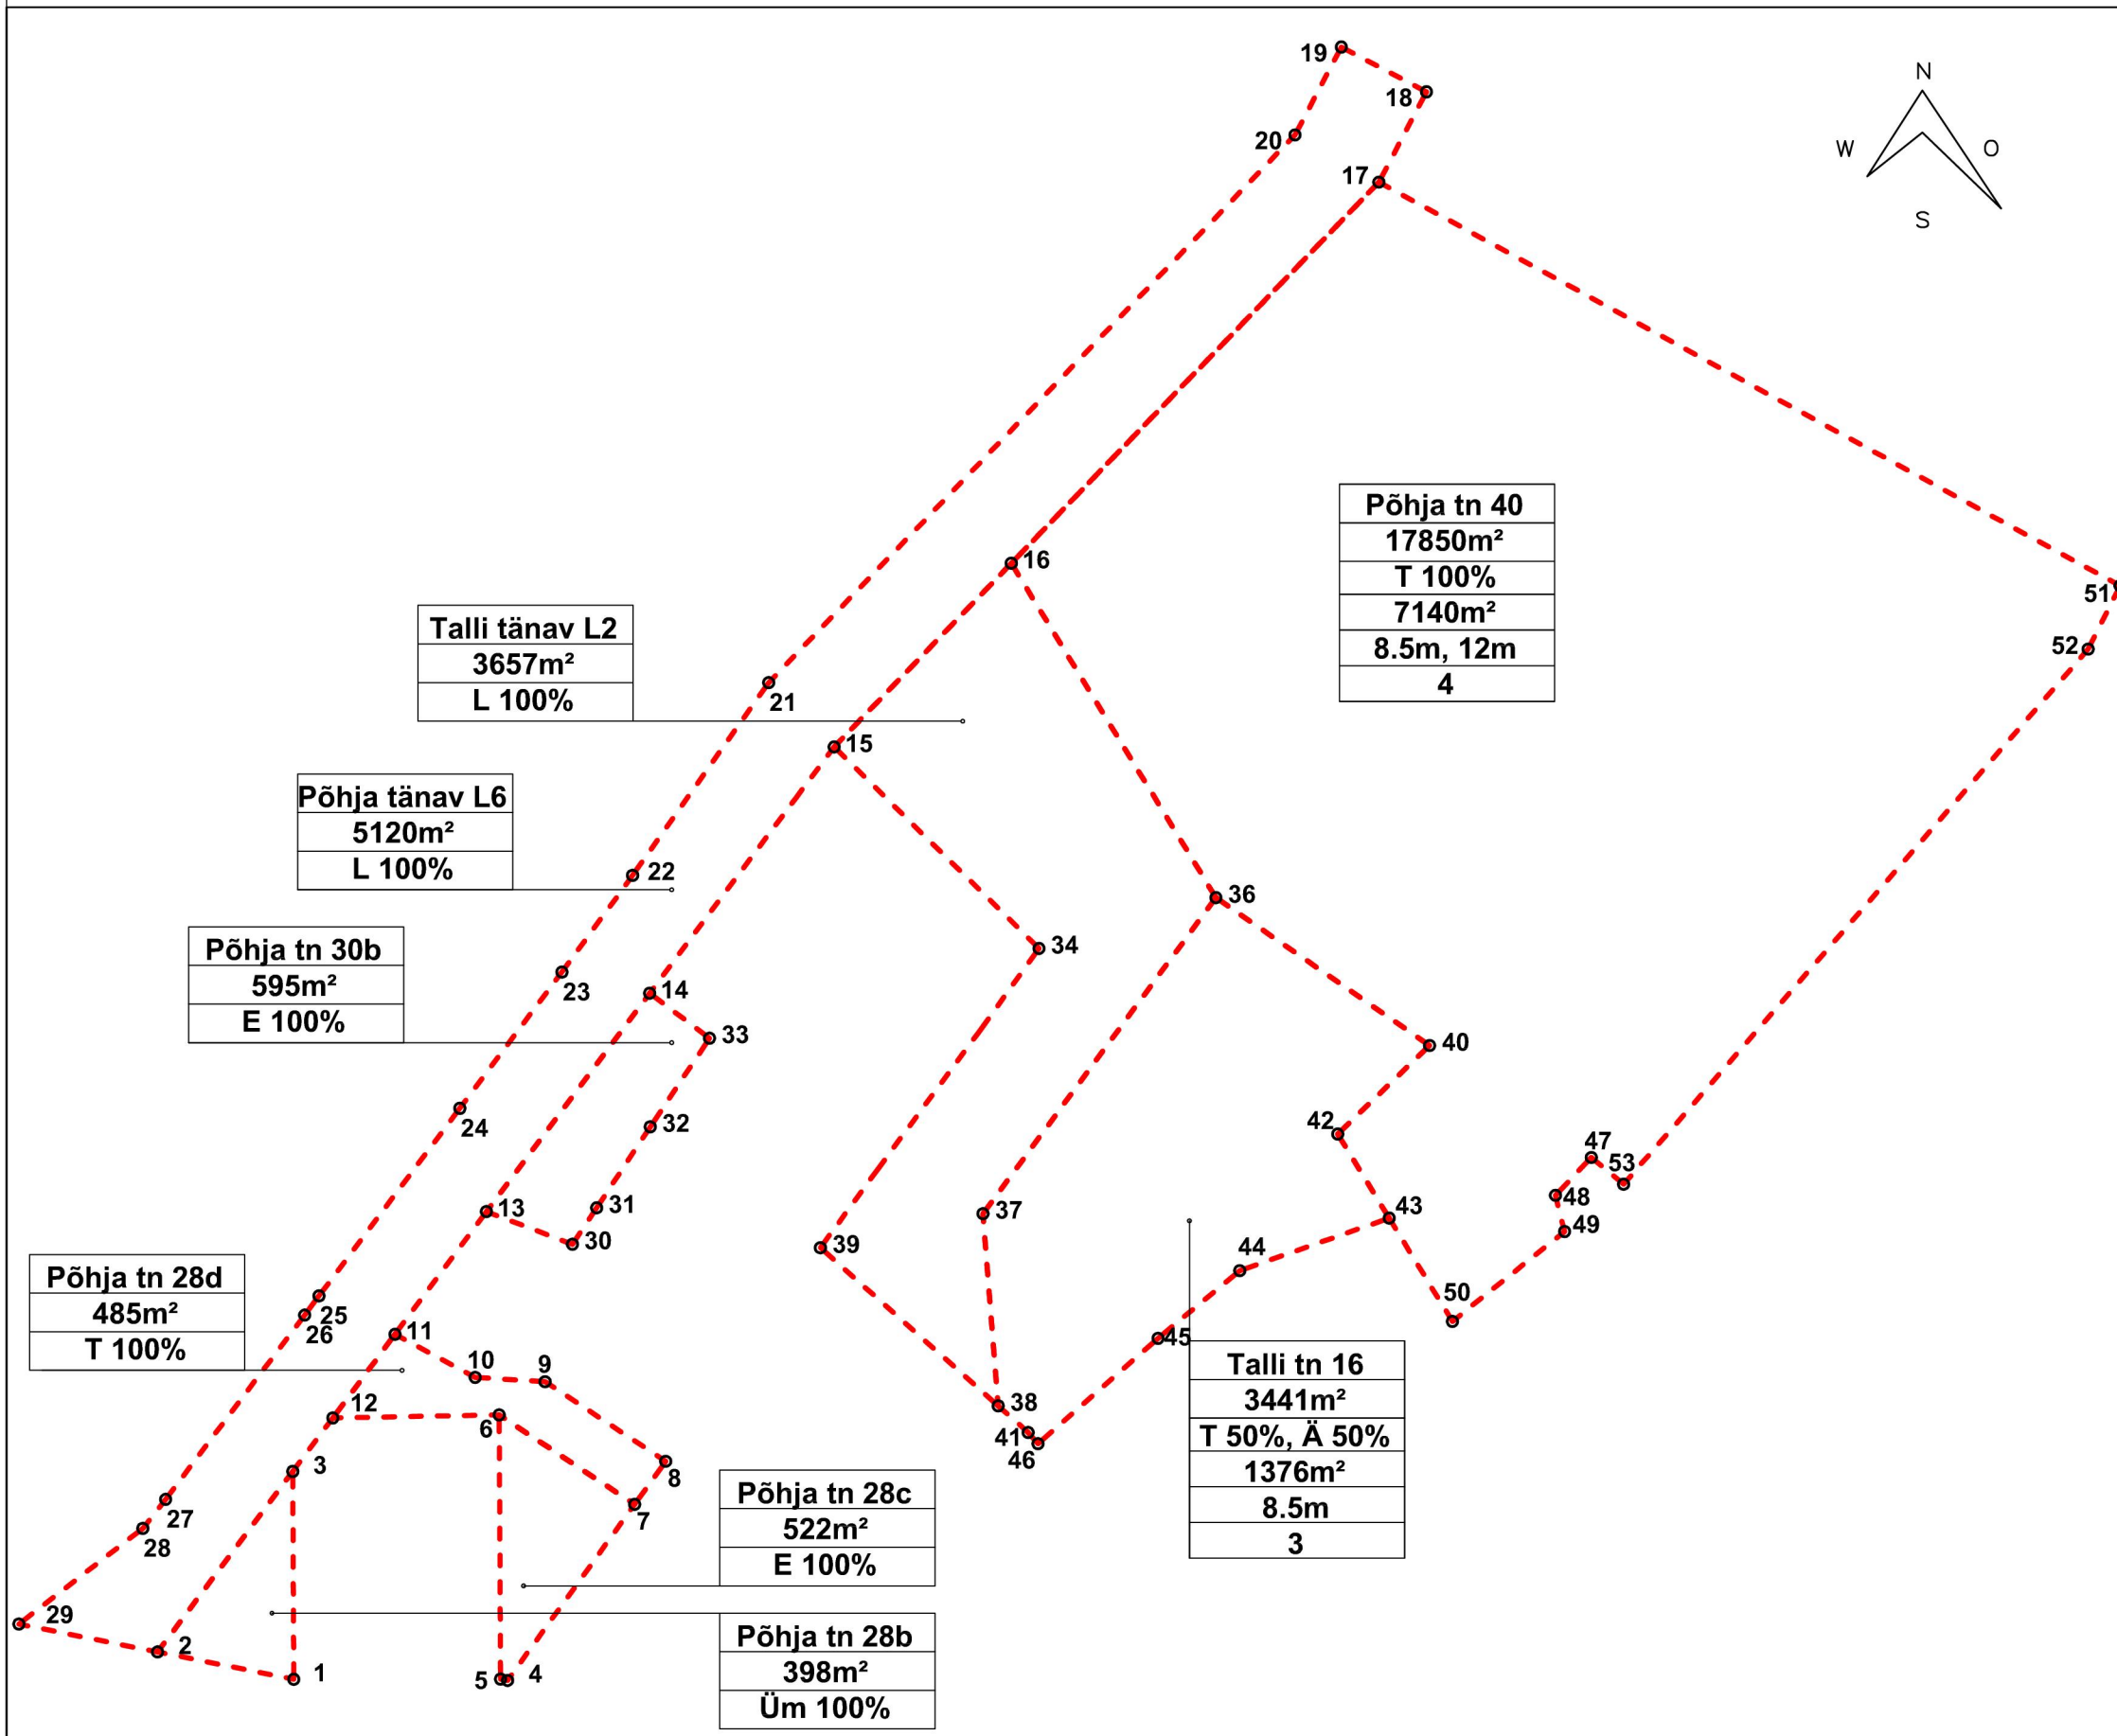 19
18
N
20
W
O
17
S
Põhja tn 40
17850m²
T 100%
7140m²
8.5m, 12m
4
16
51
52
Talli tänav L2
3657m²
L 100%
21
15
Põhja tänav L6
5120m²
L 100%
22
36
34
Põhja tn 30b
595m²
E 100%
23
14
33
40
24
32
42
47
53
48
49
13
31
37
43
30
39
44
Põhja tn 28d
485m²
T 100%
25
26
50
11
45
10
9
12
6
38
41
46
Talli tn 16
3441m²
T 50%, Ä 50%
1376m²
8.5m
3
3
8
7
27
28
Põhja tn 28c
522m²
E 100%
29
2
1
5
4
Põhja tn 28b
398m²
Üm 100%